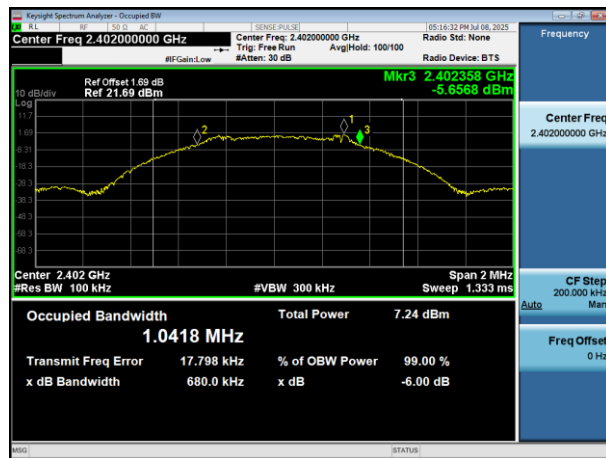 Keysight Spectrum Analyzer - Occupied BW
RL RF 50 Ω AC SENSE:PULSE 05:16:32 PM Jul 08, 2025
Center Freq 2.402000000 GHz
Center Freq: 2.402000000 GHz Radio Std: None
Trig: Free Run Avg|Hold: 100/100
#IFGain:Low #Atten: 30 dB Radio Device: BTS
Ref Offset 1.69 dB Mkr3 2.402358 GHz
10 dB/div Ref 21.69 dBm -5.6568 dBm
Log
11.7
1.69
-8.31
-18.3
-28.3
-38.3
-48.3
-58.3
-68.3
2
1
3
Center 2.402 GHz Span 2 MHz
#Res BW 100 kHz #VBW 300 kHz Sweep 1.333 ms
Occupied Bandwidth Total Power 7.24 dBm
1.0418 MHz
Transmit Freq Error 17.798 kHz % of OBW Power 99.00 %
x dB Bandwidth 680.0 kHz x dB -6.00 dB
MSG STATUS
Frequency
Center Freq
2.402000000 GHz
CF Step
200.000 kHz
Auto Man
Freq Offset
0 Hz